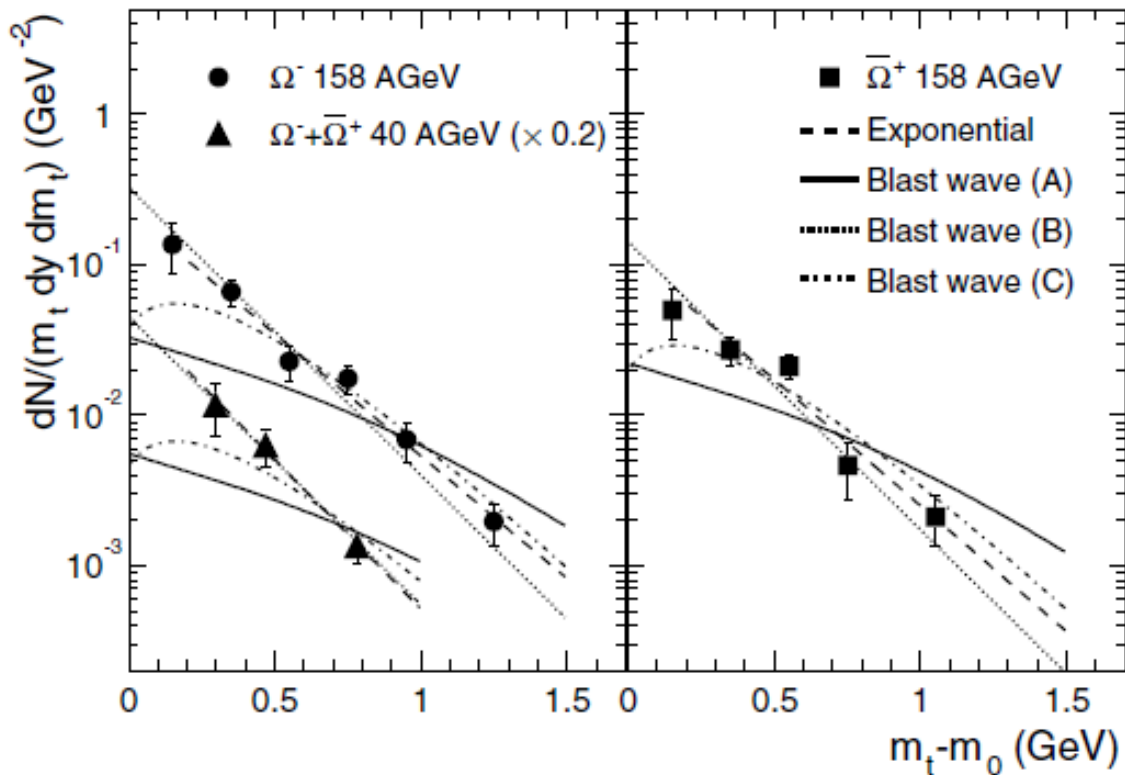 dN/(m_t dy dm_t) (GeV^-2)
Ω^- 158 AGeV
Ω^-+Ω̅^+ 40 AGeV (× 0.2)
Ω̅^+ 158 AGeV
Exponential
Blast wave (A)
Blast wave (B)
Blast wave (C)
1
10^-1
10^-2
10^-3
0 0.5 1 1.5 0 0.5 1 1.5
m_t-m_0 (GeV)